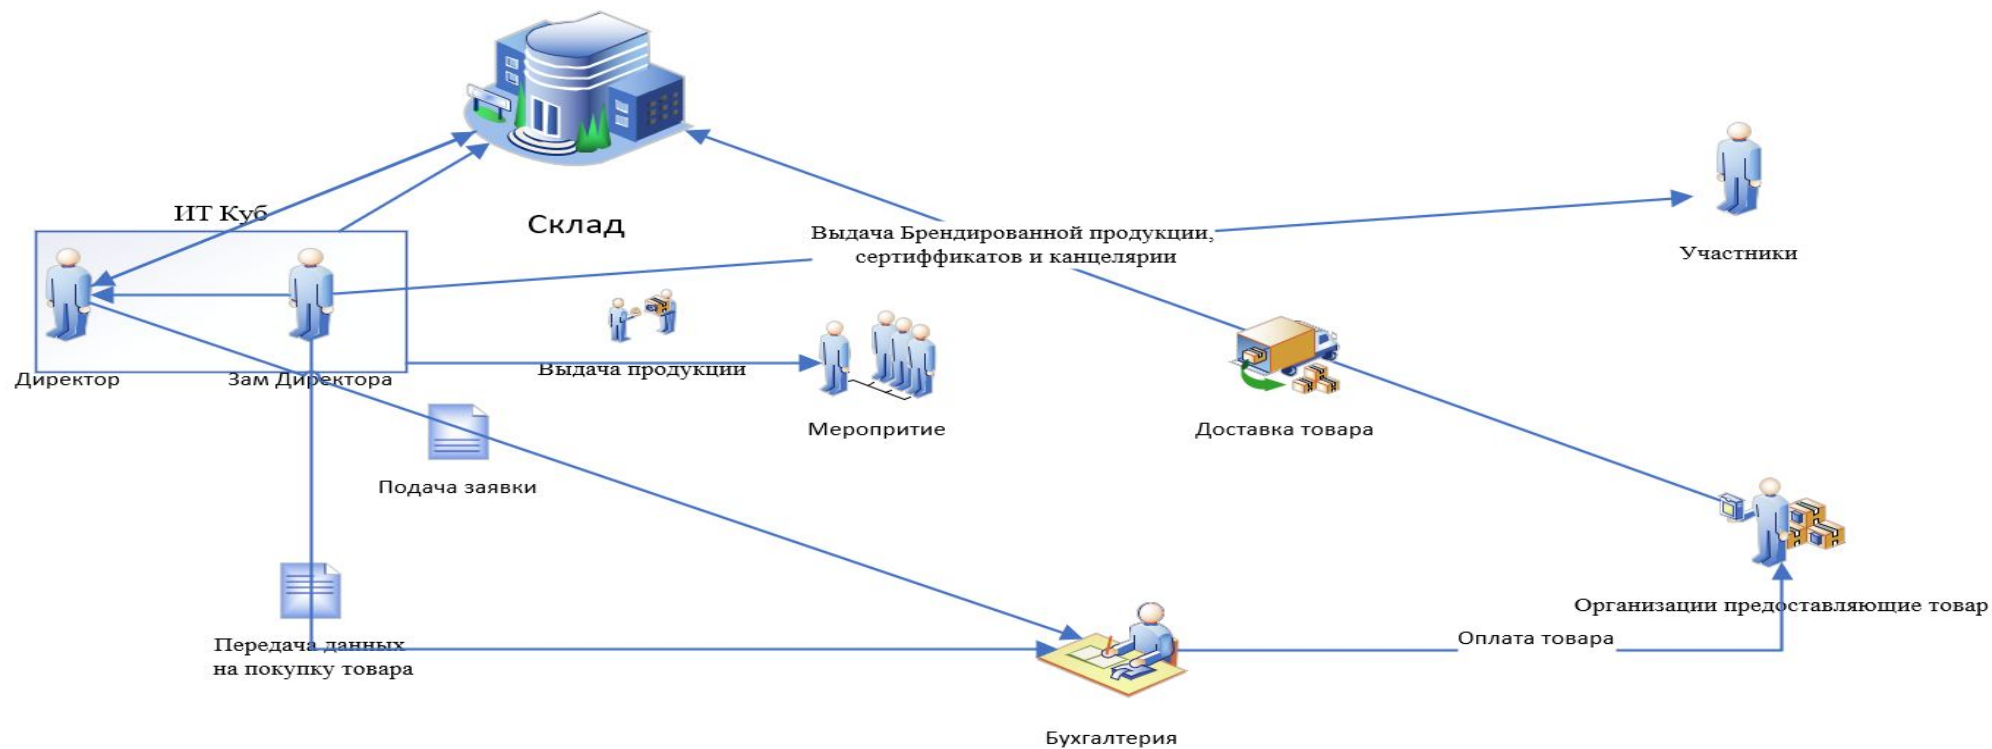 ИТ Куб
Склад
Выдача Брендированной продукции,
сертиффикатов и канцелярии
Участники
Директор
Зам Директора
Выдача продукции
Меропритие
Доставка товара
Подача заявки
Организации предоставляющие товар
Передача данных
на покупку товара
Оплата товара
Бухгалтерия